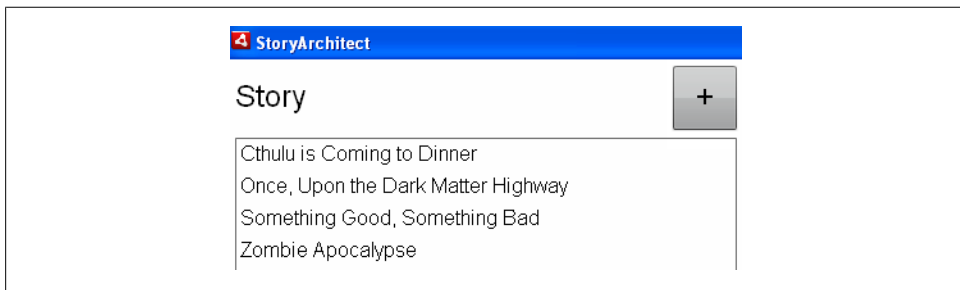 StoryArchitect
Story
+
Cthulu is Coming to Dinner
Once, Upon the Dark Matter Highway
Something Good, Something Bad
Zombie Apocalypse